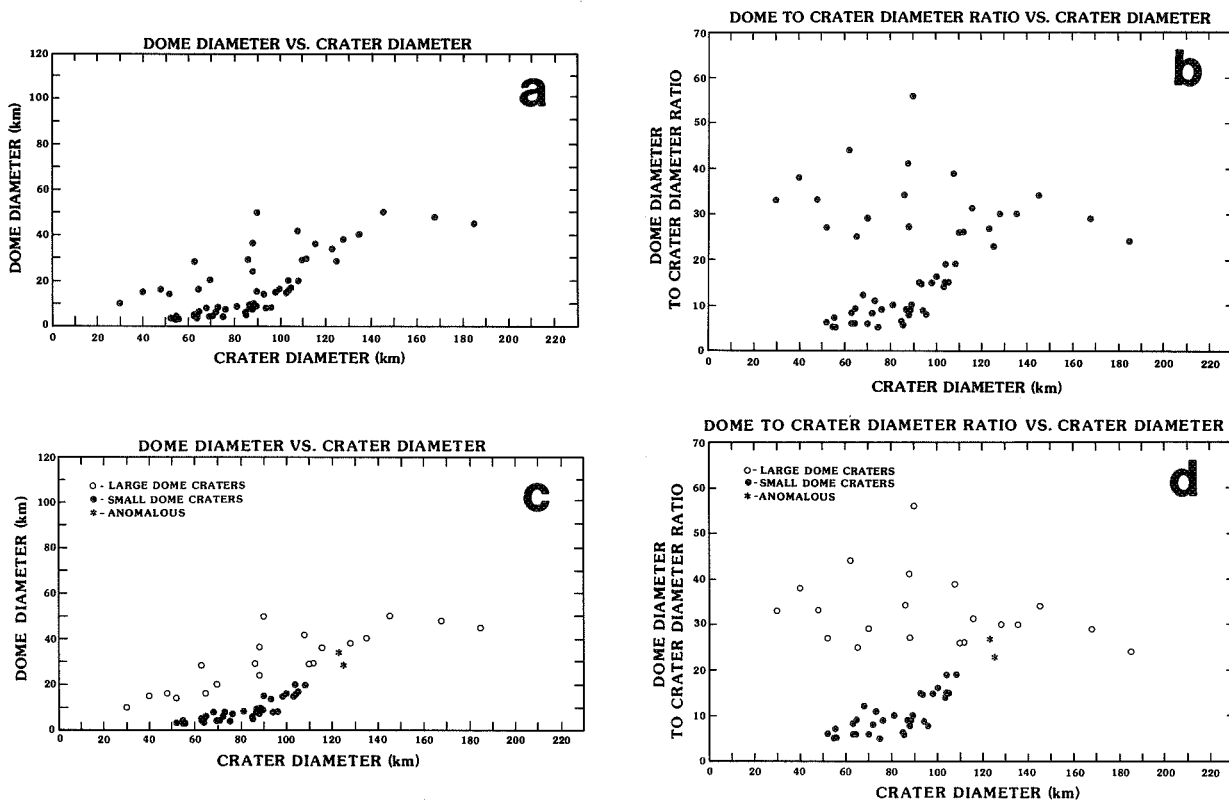 DOME DIAMETER VS. CRATER DIAMETER
a
120
100
80
60
40
20
0
DOME DIAMETER (km)
0 20 40 60 80 100 120 140 160 180 200 220
CRATER DIAMETER (km)
DOME TO CRATER DIAMETER RATIO VS. CRATER DIAMETER
b
70
60
50
40
30
20
10
0
DOME DIAMETER
TO CRATER DIAMETER RATIO
0 20 40 60 80 100 120 140 160 180 200 220
CRATER DIAMETER (km)
DOME DIAMETER VS. CRATER DIAMETER
○ - LARGE DOME CRATERS
● - SMALL DOME CRATERS
* - ANOMALOUS
c
120
100
80
60
40
20
0
DOME DIAMETER (km)
0 20 40 60 80 100 120 140 160 180 200 220
CRATER DIAMETER (km)
DOME TO CRATER DIAMETER RATIO VS. CRATER DIAMETER
○ - LARGE DOME CRATERS
● - SMALL DOME CRATERS
* - ANOMALOUS
d
70
60
50
40
30
20
10
0
DOME DIAMETER
TO CRATER DIAMETER RATIO
0 20 40 60 80 100 120 140 160 180 200 220
CRATER DIAMETER (km)